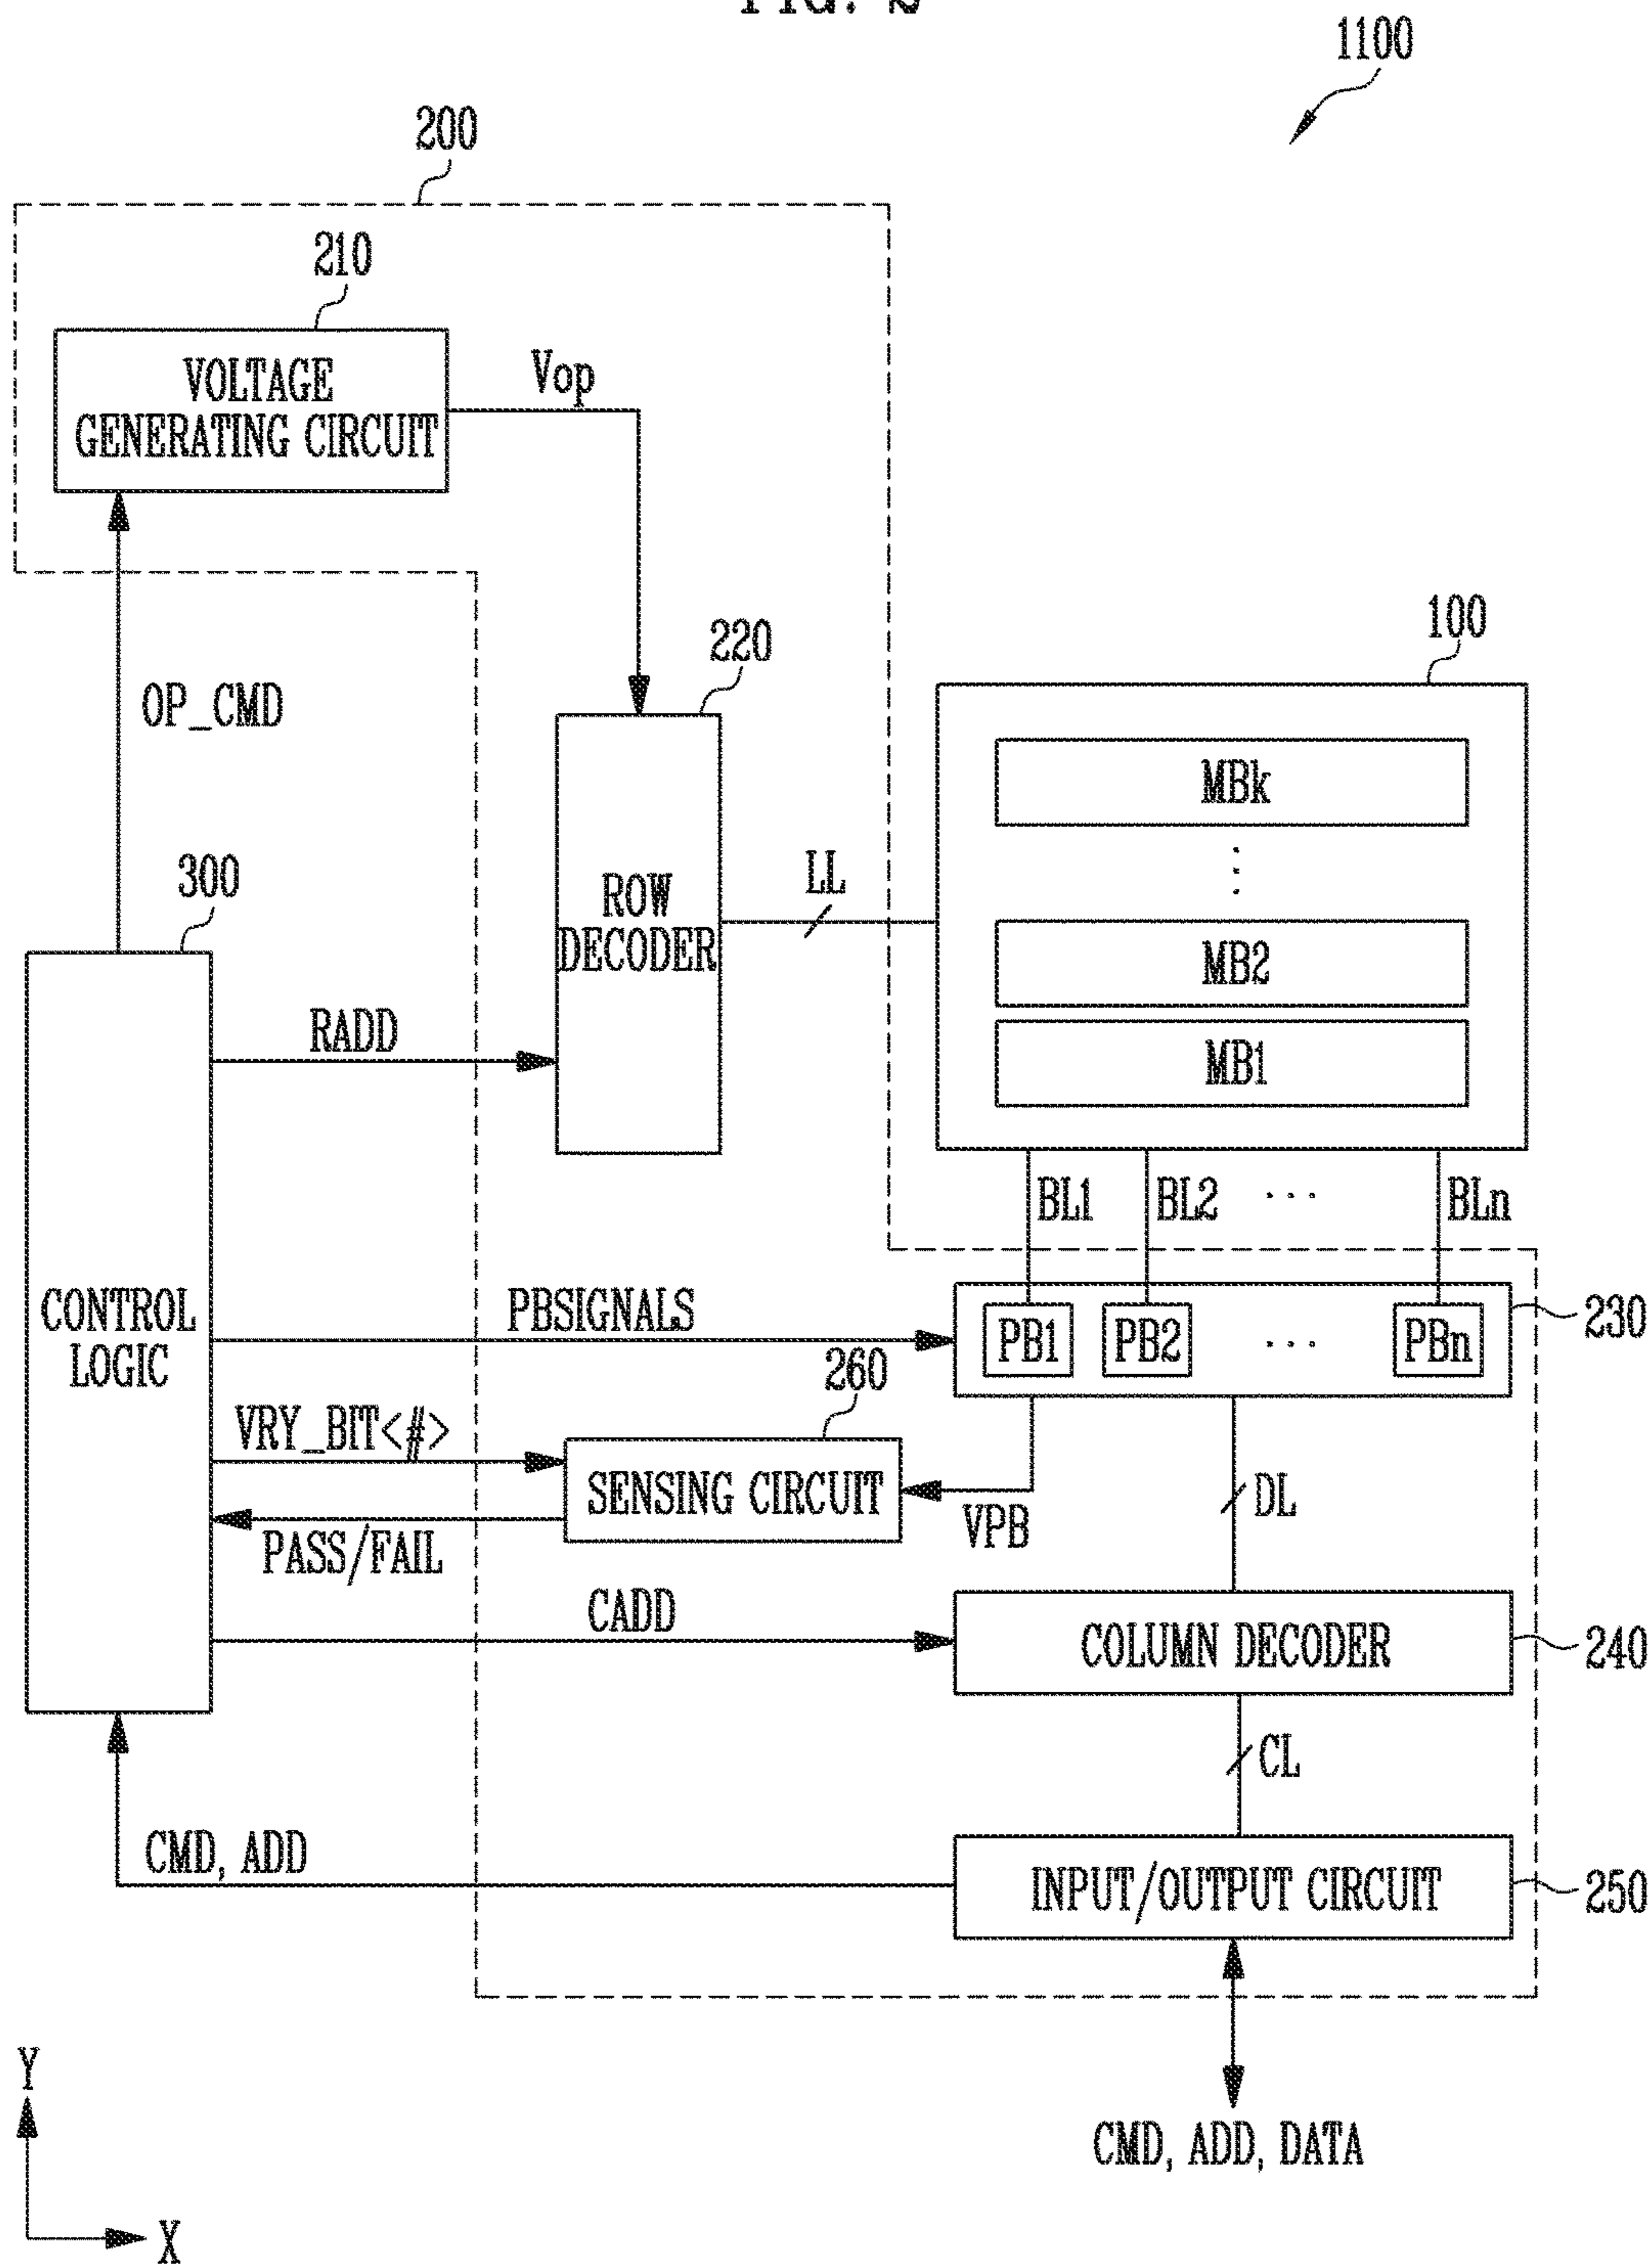 FIG. 2
1100
200
210
VOLTAGE
GENERATING CIRCUIT
Vop
OP_CMD
220
100
MBk
300
ROW
DECODER
LL
MB2
RADD
MB1
BL1 BL2 ... BLn
CONTROL
LOGIC
PBSIGNALS
PB1 PB2 ... PBn
230
260
VRY_BIT<#>
SENSING CIRCUIT
VPB
DL
PASS/FAIL
CADD
COLUMN DECODER
240
CL
CMD, ADD
INPUT/OUTPUT CIRCUIT
250
Y
CMD, ADD, DATA
X